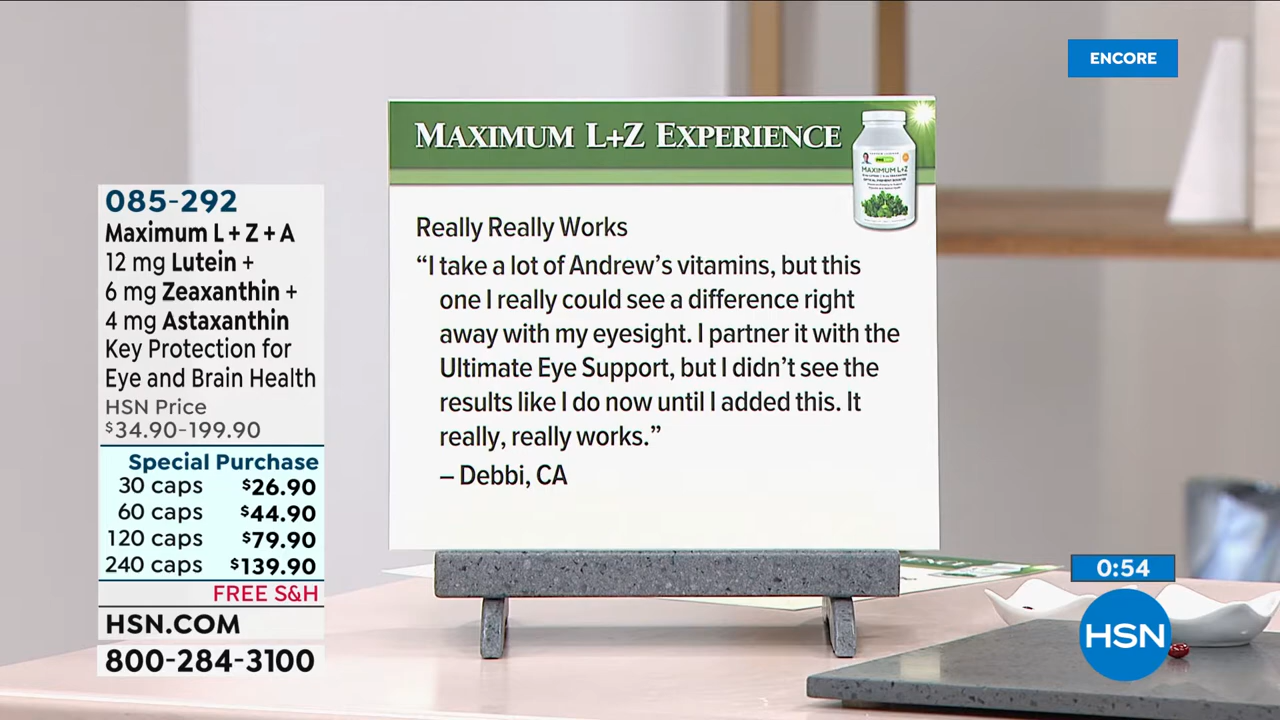 ENCORE
MAXIMUM L+Z EXPERIENCE
MAXIMUM L+Z
Really Really Works
“I take a lot of Andrew’s vitamins, but this
one I really could see a difference right
away with my eyesight. I partner it with the
Ultimate Eye Support, but I didn’t see the
results like I do now until I added this. It
really, really works.”
– Debbi, CA
085-292
Maximum L + Z + A
12 mg Lutein +
6 mg Zeaxanthin +
4 mg Astaxanthin
Key Protection for
Eye and Brain Health
HSN Price
$34.90-199.90
Special Purchase
30 caps $26.90
60 caps $44.90
120 caps $79.90
240 caps $139.90
FREE S&H
HSN.COM
800-284-3100
0:54
HSN